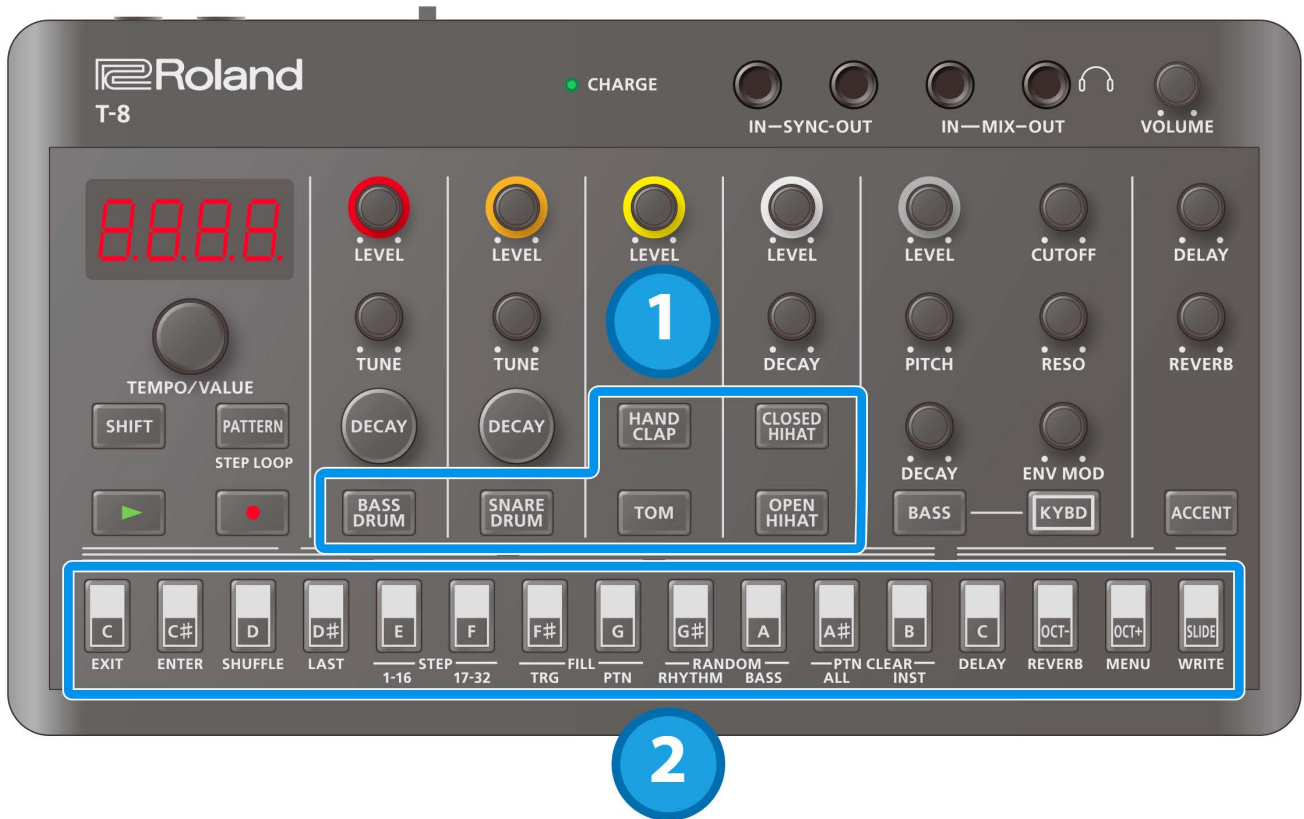 Roland
T-8
CHARGE
IN-SYNC-OUT
IN-MIX-OUT
VOLUME
8.8.8.8.
LEVEL LEVEL LEVEL LEVEL LEVEL CUTOFF DELAY
1
TEMPO/VALUE
TUNE TUNE DECAY PITCH RESO REVERB
SHIFT PATTERN DECAY DECAY HAND CLAP CLOSED HIHAT
STEP LOOP
DECAY ENV MOD
BASS DRUM SNARE DRUM TOM OPEN HIHAT BASS KYBD ACCENT
C C♯ D D♯ E F F♯ G G♯ A A♯ B C OCT- OCT+ SLIDE
EXIT ENTER SHUFFLE LAST STEP FILL RANDOM PTN CLEAR DELAY REVERB MENU WRITE
1-16 17-32 TRG PTN RHYTHM BASS ALL INST
2